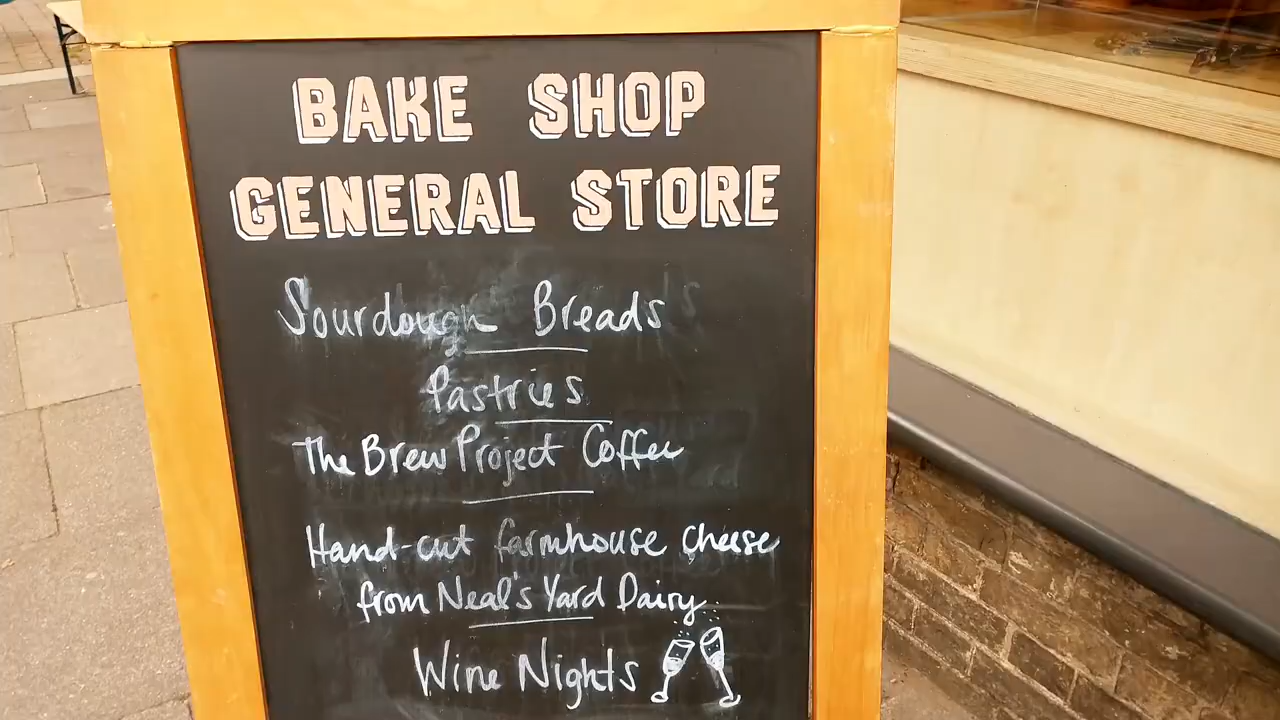 BAKE SHOP
GENERAL STORE
Sourdough Breads
Pastries
The Brew Project Coffee
Hand-cut farmhouse cheese
from Neal's Yard Dairy
Wine Nights